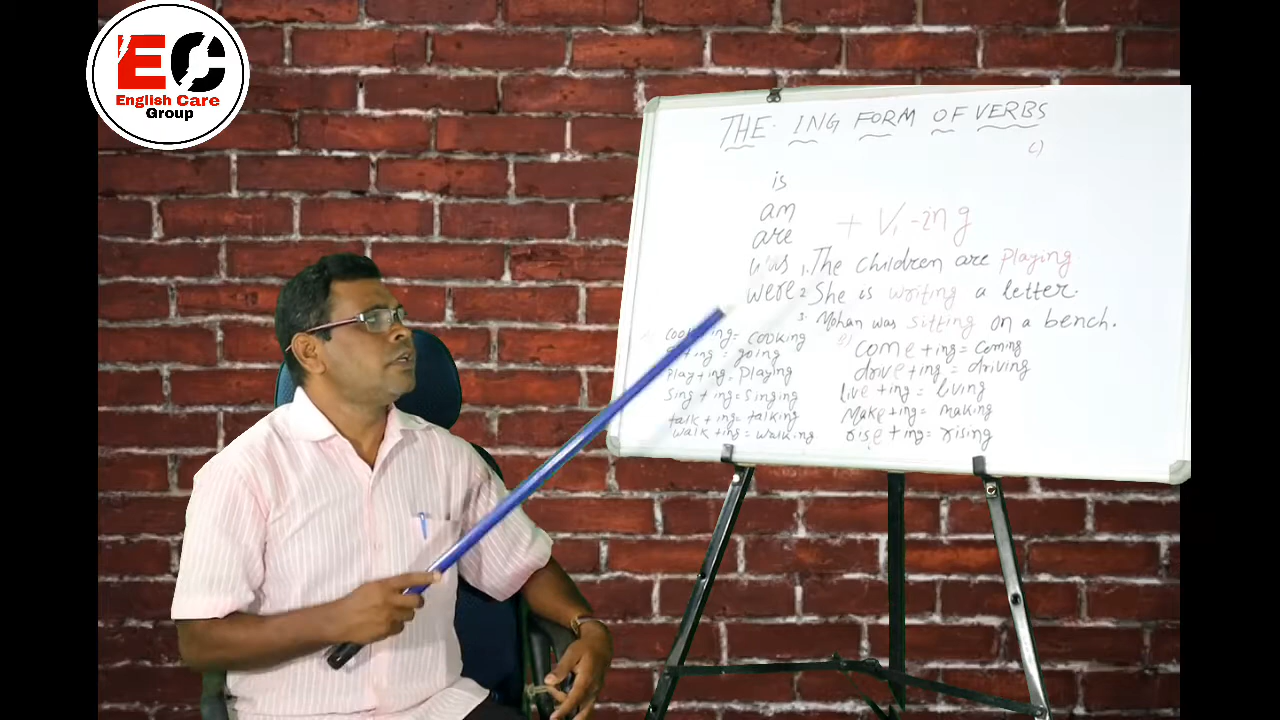 EC
English Care
Group
THE ING FORM OF VERBS
c)
is
am
are
was
were
+ V1-ing
1. The children are playing
2 She is writing a letter.
3. Mohan was sitting on a bench.
ing = cooking
ing = going
play + ing. playing
sing + ing = singing
talk + ing = talking
walk + ing = walking
B)
come + ing = coming
drive + ing = driving
live + ing = living
Make + ing = making
rise + ing = rising